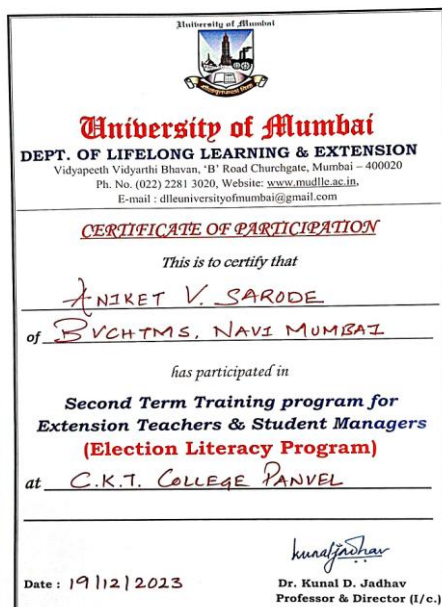 University of Mumbai
University of Mumbai
DEPT. OF LIFELONG LEARNING & EXTENSION
Vidyapeeth Vidyarthi Bhavan, 'B' Road Churchgate, Mumbai – 400020
Ph. No. (022) 2281 3020, Website: www.mudlle.ac.in,
E-mail : dlleuniversityofmumbai@gmail.com
CERTIFICATE OF PARTICIPATION
This is to certify that
ANIKET V. SARODE
of BVCHTMS, NAVI MUMBAI
has participated in
Second Term Training program for
Extension Teachers & Student Managers
(Election Literacy Program)
at C.K.T. COLLEGE PANVEL
kunaljadhav
Date : 19/12/2023
Dr. Kunal D. Jadhav
Professor & Director (I/c.)